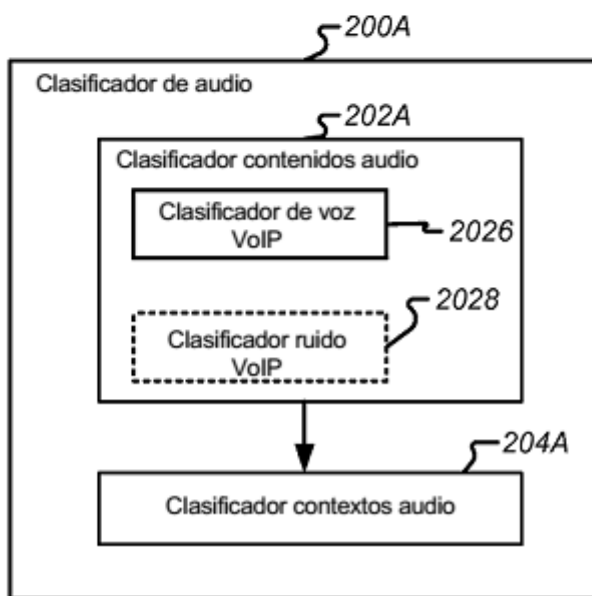 200A
Clasificador de audio
202A
Clasificador contenidos audio
Clasificador de voz
VoIP
2026
2028
Clasificador ruido
VoIP
204A
Clasificador contextos audio